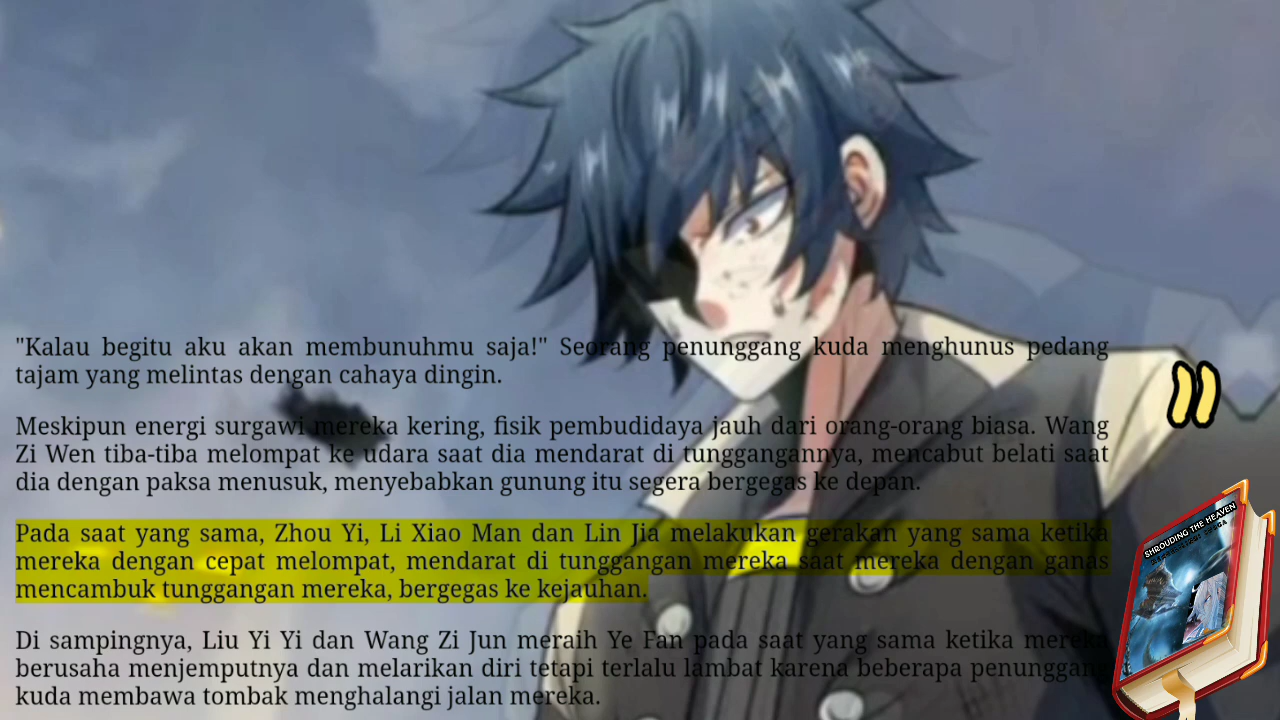 "Kalau begitu aku akan membunuhmu saja!" Seorang penunggang kuda menghunus pedang
tajam yang melintas dengan cahaya dingin.
Meskipun energi surgawi mereka kering, fisik pembudidaya jauh dari orang-orang biasa. Wang
Zi Wen tiba-tiba melompat ke udara saat dia mendarat di tunggangannya, mencabut belati saat
dia dengan paksa menusuk, menyebabkan gunung itu segera bergegas ke depan.
Pada saat yang sama, Zhou Yi, Li Xiao Man dan Lin Jia melakukan gerakan yang sama ketika
mereka dengan cepat melompat, mendarat di tunggangan mereka saat mereka dengan ganas
mencambuk tunggangan mereka, bergegas ke kejauhan.
Di sampingnya, Liu Yi Yi dan Wang Zi Jun meraih Ye Fan pada saat yang sama ketika mereka
berusaha menjemputnya dan melarikan diri tetapi terlalu lambat karena beberapa penunggang
kuda membawa tombak menghalangi jalan mereka.
SHROUDING THE HEAVEN